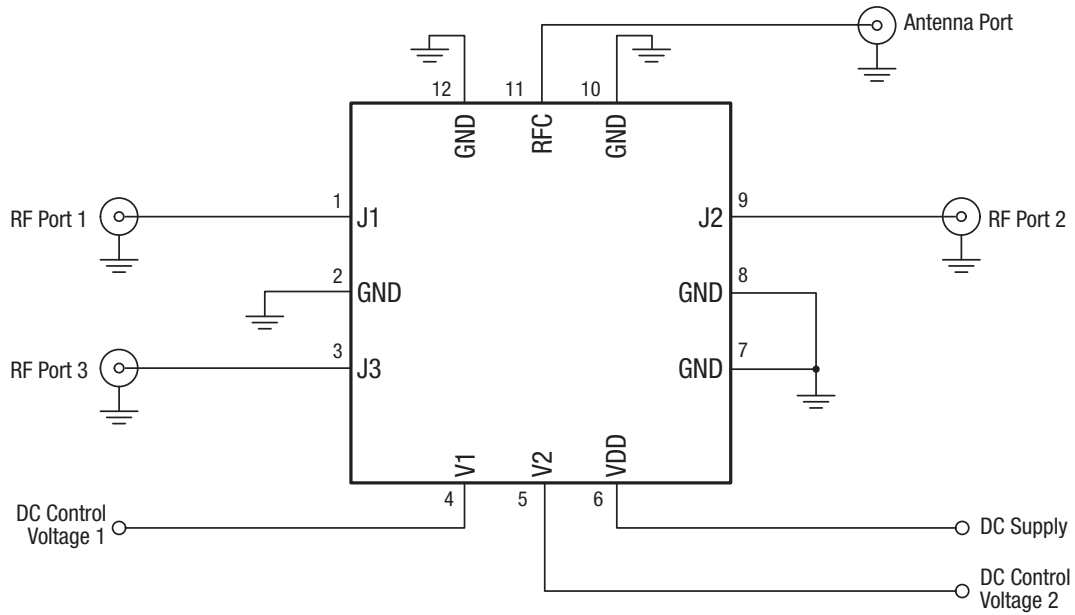 Antenna Port
12
11
10
GND
RFC
GND
RF Port 1
1
J1
J2
9
RF Port 2
2
GND
GND
8
RF Port 3
3
J3
GND
7
V1
V2
VDD
4
5
6
DC Control
Voltage 1
DC Supply
DC Control
Voltage 2